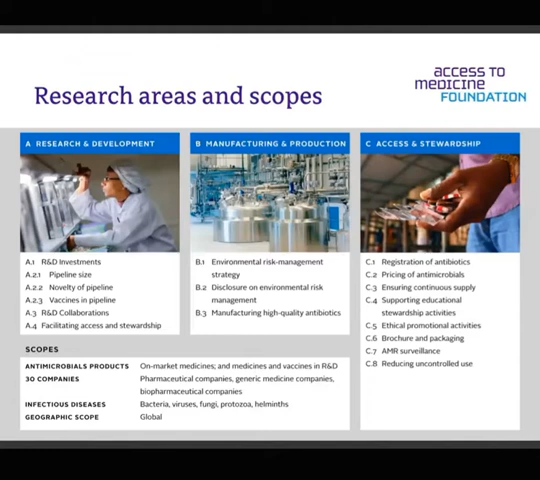 ACCESS TO
MEDICINE
FOUNDATION
Research areas and scopes
A RESEARCH & DEVELOPMENT
A.1 R&D Investments
A.2.1 Pipeline size
A.2.2 Novelty of pipeline
A.2.3 Vaccines in pipeline
A.3 R&D Collaborations
A.4 Facilitating access and stewardship
B MANUFACTURING & PRODUCTION
B.1 Environmental risk-management
strategy
B.2 Disclosure on environmental risk
management
B.3 Manufacturing high-quality antibiotics
C ACCESS & STEWARDSHIP
C.1 Registration of antibiotics
C.2 Pricing of antimicrobials
C.3 Ensuring continuous supply
C.4 Supporting educational
stewardship activities
C.5 Ethical promotional activities
C.6 Brochure and packaging
C.7 AMR surveillance
C.8 Reducing uncontrolled use
SCOPES
ANTIMICROBIALS PRODUCTS On-market medicines; and medicines and vaccines in R&D
30 COMPANIES Pharmaceutical companies, generic medicine companies,
biopharmaceutical companies
INFECTIOUS DISEASES Bacteria, viruses, fungi, protozoa, helminths
GEOGRAPHIC SCOPE Global